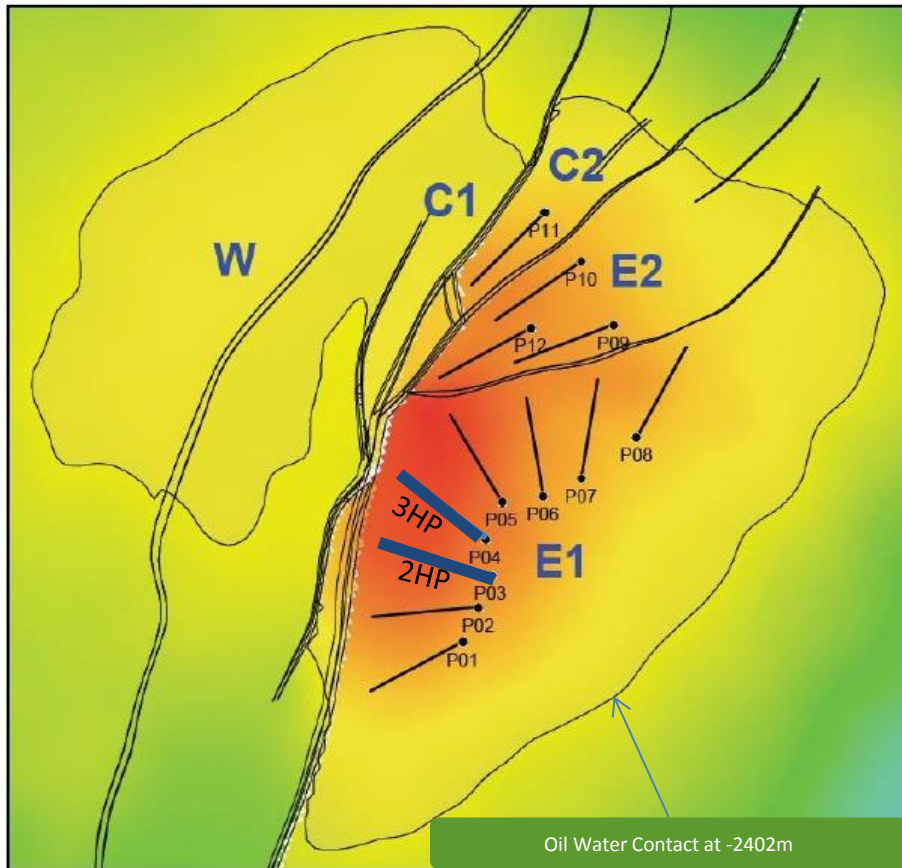 C2
C1
P11
W
E2
P10
P12
P09
P08
P07
P05
P06
3HP
P04
E1
2HP
P03
P02
P01
Oil Water Contact at -2402m